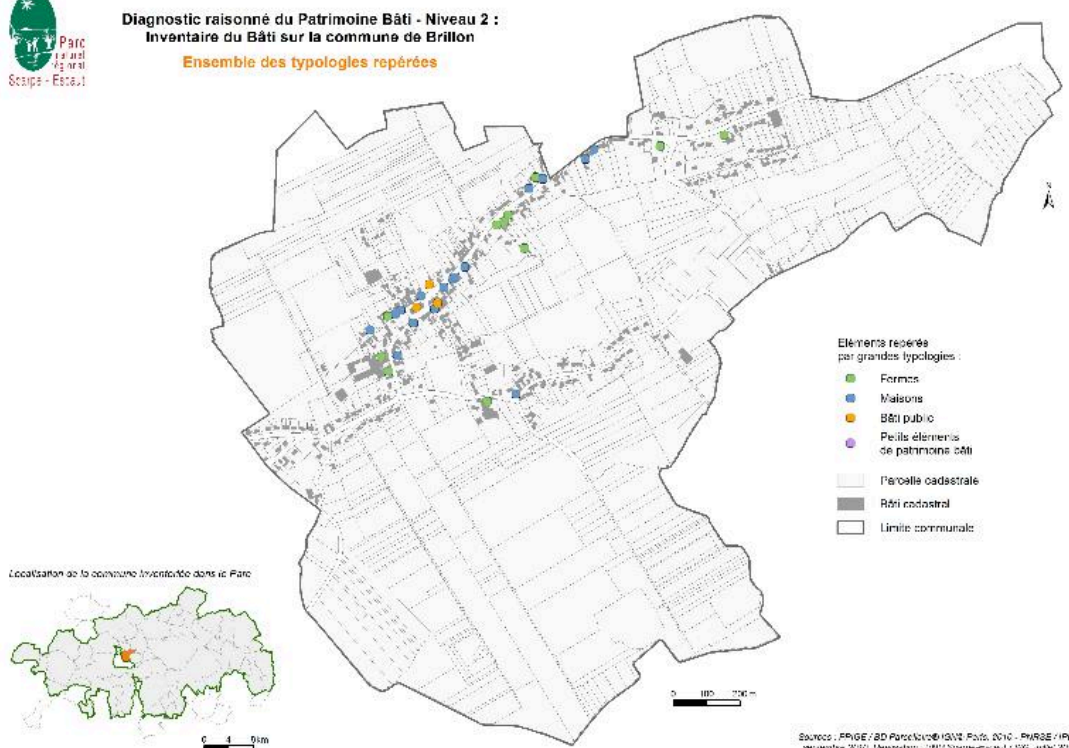 Parc
naturel
régional
Scarpe - Escaut
Diagnostic raisonné du Patrimoine Bâti - Niveau 2 :
Inventaire du Bâti sur la commune de Brillon
Ensemble des typologies repérées
N
Eléments repérés
par grandes typologies :
Fermes
Maisons
Bâti public
Petits éléments
de patrimoine bâti
Parcelle cadastrale
Bâti cadastral
Limite communale
Localisation de la commune inventoriée dans le Parc
0 4 8km
0 100 200 m
Sources : PPIGE / BD Parcellaire® IGN® Paris, 2010 - PNRSE /